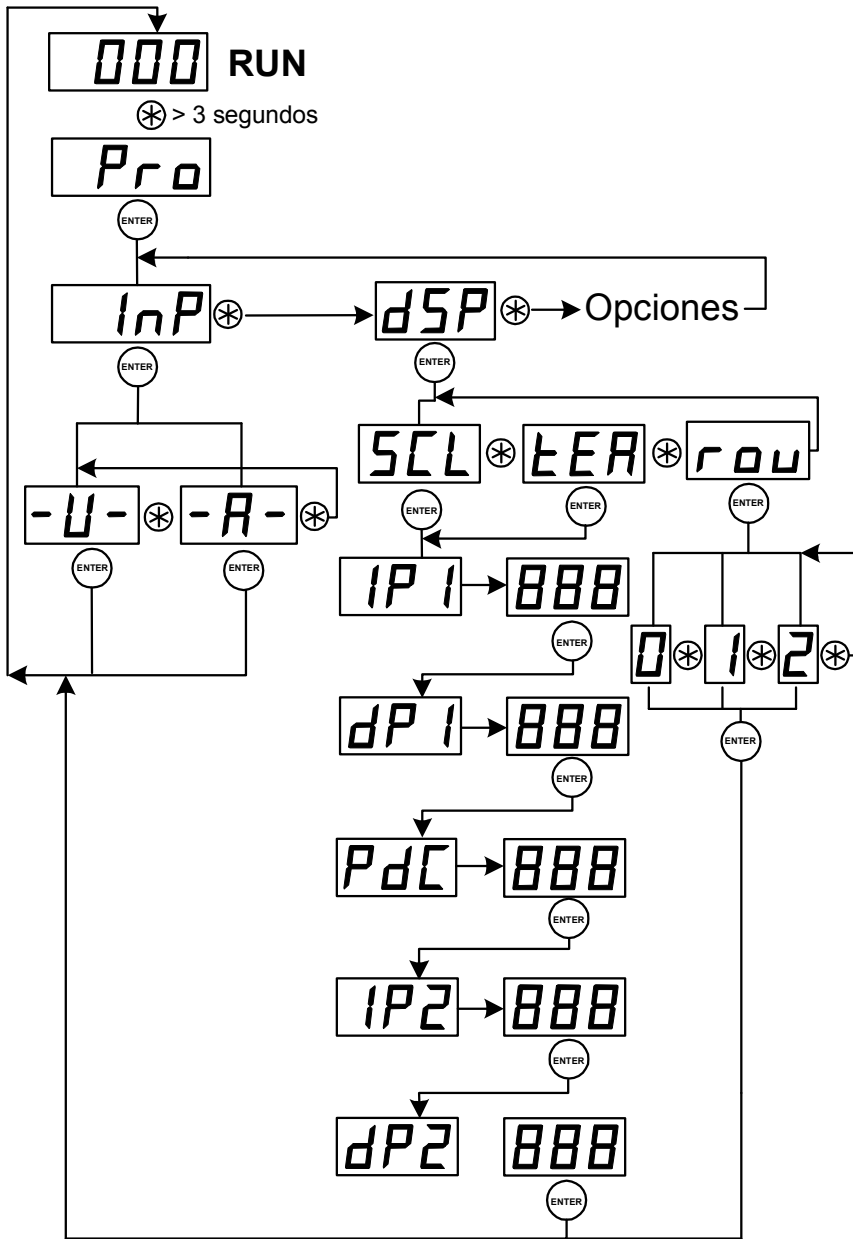 000 RUN
> 3 segundos
Pro
ENTER
InP dSP Opciones
ENTER ENTER
SCL tEA rou
-U- -A-
ENTER ENTER ENTER
ENTER ENTER
IP1 888
0 1 2
ENTER
dP1 888
ENTER
ENTER
PdC 888
ENTER
IP2 888
ENTER
dP2 888
ENTER